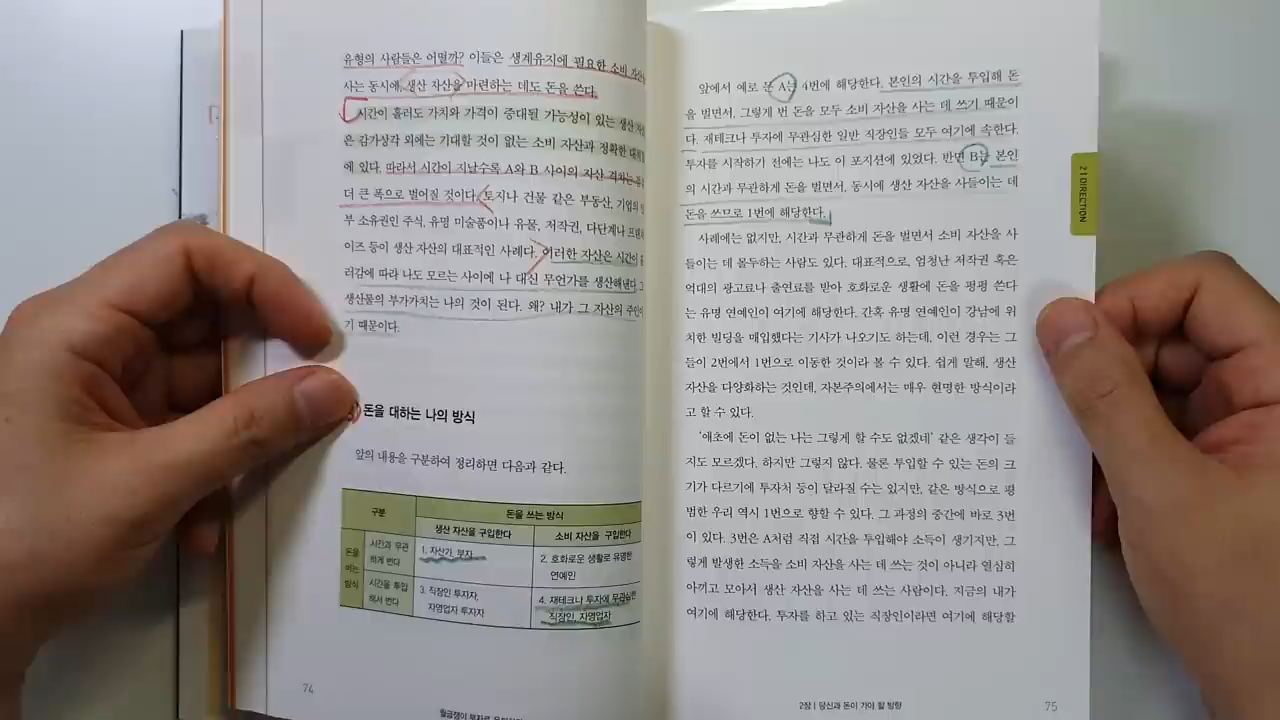 유형의 사람들은 어떨까? 이들은 생계유지에 필요한 소비 자산을
사는 동시에, 생산 자산을 마련하는 데도 돈을 쓴다.
시간이 흘러도 가치와 가격이 증대될 가능성이 있는 생산
은 감가상각 외에는 기대할 것이 없는 소비 자산과 정확한
에 있다. 따라서 시간이 지날수록 A와 B 사이의 자산 격차는
더 큰 폭으로 벌어질 것이다. 토지나 건물 같은 부동산, 기업의
부 소유권인 주식, 유명 미술품이나 유물, 저작권, 다단계나
이즈 등이 생산 자산의 대표적인 사례다. 이러한 자산은 시간이
러감에 따라 나도 모르는 사이에 나 대신 무언가를 생산해낸다.
생산물의 부가가치는 나의 것이 된다. 왜? 내가 그 자산의 주인이
기 때문이다.
돈을 대하는 나의 방식
앞의 내용을 구분하여 정리하면 다음과 같다.
구분 돈을 쓰는 방식
생산 자산을 구입한다 소비 자산을 구입한다
돈을 버는 방식
시간과 무관하게 번다 1. 자산가, 부자 2. 호화로운 생활로 유명한 연예인
시간을 투입해서 번다 3. 직장인 투자자, 자영업자 투자자 4. 재테크나 투자에 무관심한 직장인, 자영업자
74
앞에서 예로 든 A는 4번에 해당한다. 본인의 시간을 투입해 돈
을 벌면서, 그렇게 번 돈을 모두 소비 자산을 사는 데 쓰기 때문이
다. 재테크나 투자에 무관심한 일반 직장인들 모두 여기에 속한다.
투자를 시작하기 전에는 나도 이 포지션에 있었다. 반면 B는 본인
의 시간과 무관하게 돈을 벌면서, 동시에 생산 자산을 사들이는 데
돈을 쓰므로 1번에 해당한다.
사례에는 없지만, 시간과 무관하게 돈을 벌면서 소비 자산을 사
들이는 데 몰두하는 사람도 있다. 대표적으로, 엄청난 저작권 혹은
억대의 광고료나 출연료를 받아 호화로운 생활에 돈을 펑펑 쓴다
는 유명 연예인이 여기에 해당한다. 간혹 유명 연예인이 강남에 위
치한 빌딩을 매입했다는 기사가 나오기도 하는데, 이런 경우는 그
들이 2번에서 1번으로 이동한 것이라 볼 수 있다. 쉽게 말해, 생산
자산을 다양화하는 것인데, 자본주의에서는 매우 현명한 방식이라
고 할 수 있다.
‘애초에 돈이 없는 나는 그렇게 할 수도 없겠네’ 같은 생각이 들
지도 모르겠다. 하지만 그렇지 않다. 물론 투입할 수 있는 돈의 크
기가 다르기에 투자처 등이 달라질 수는 있지만, 같은 방식으로 평
범한 우리 역시 1번으로 향할 수 있다. 그 과정의 중간에 바로 3번
이 있다. 3번은 A처럼 직접 시간을 투입해야 소득이 생기지만, 그
렇게 발생한 소득을 소비 자산을 사는 데 쓰는 것이 아니라 열심히
아끼고 모아서 생산 자산을 사는 데 쓰는 사람이다. 지금의 내가
여기에 해당한다. 투자를 하고 있는 직장인이라면 여기에 해당할
2 | DIRECTION
2장 | 당신과 돈이 가야 할 방향
75